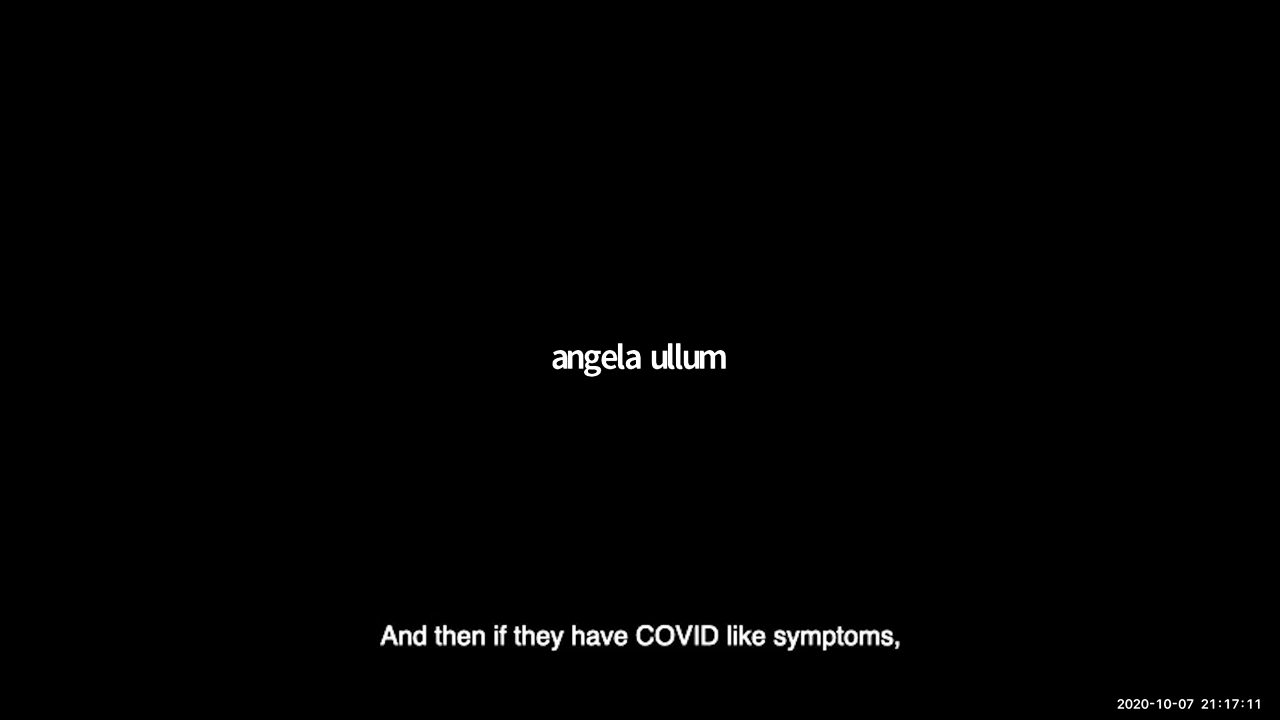 angela ullum
And then if they have COVID like symptoms,
2020-10-07 21:17:11